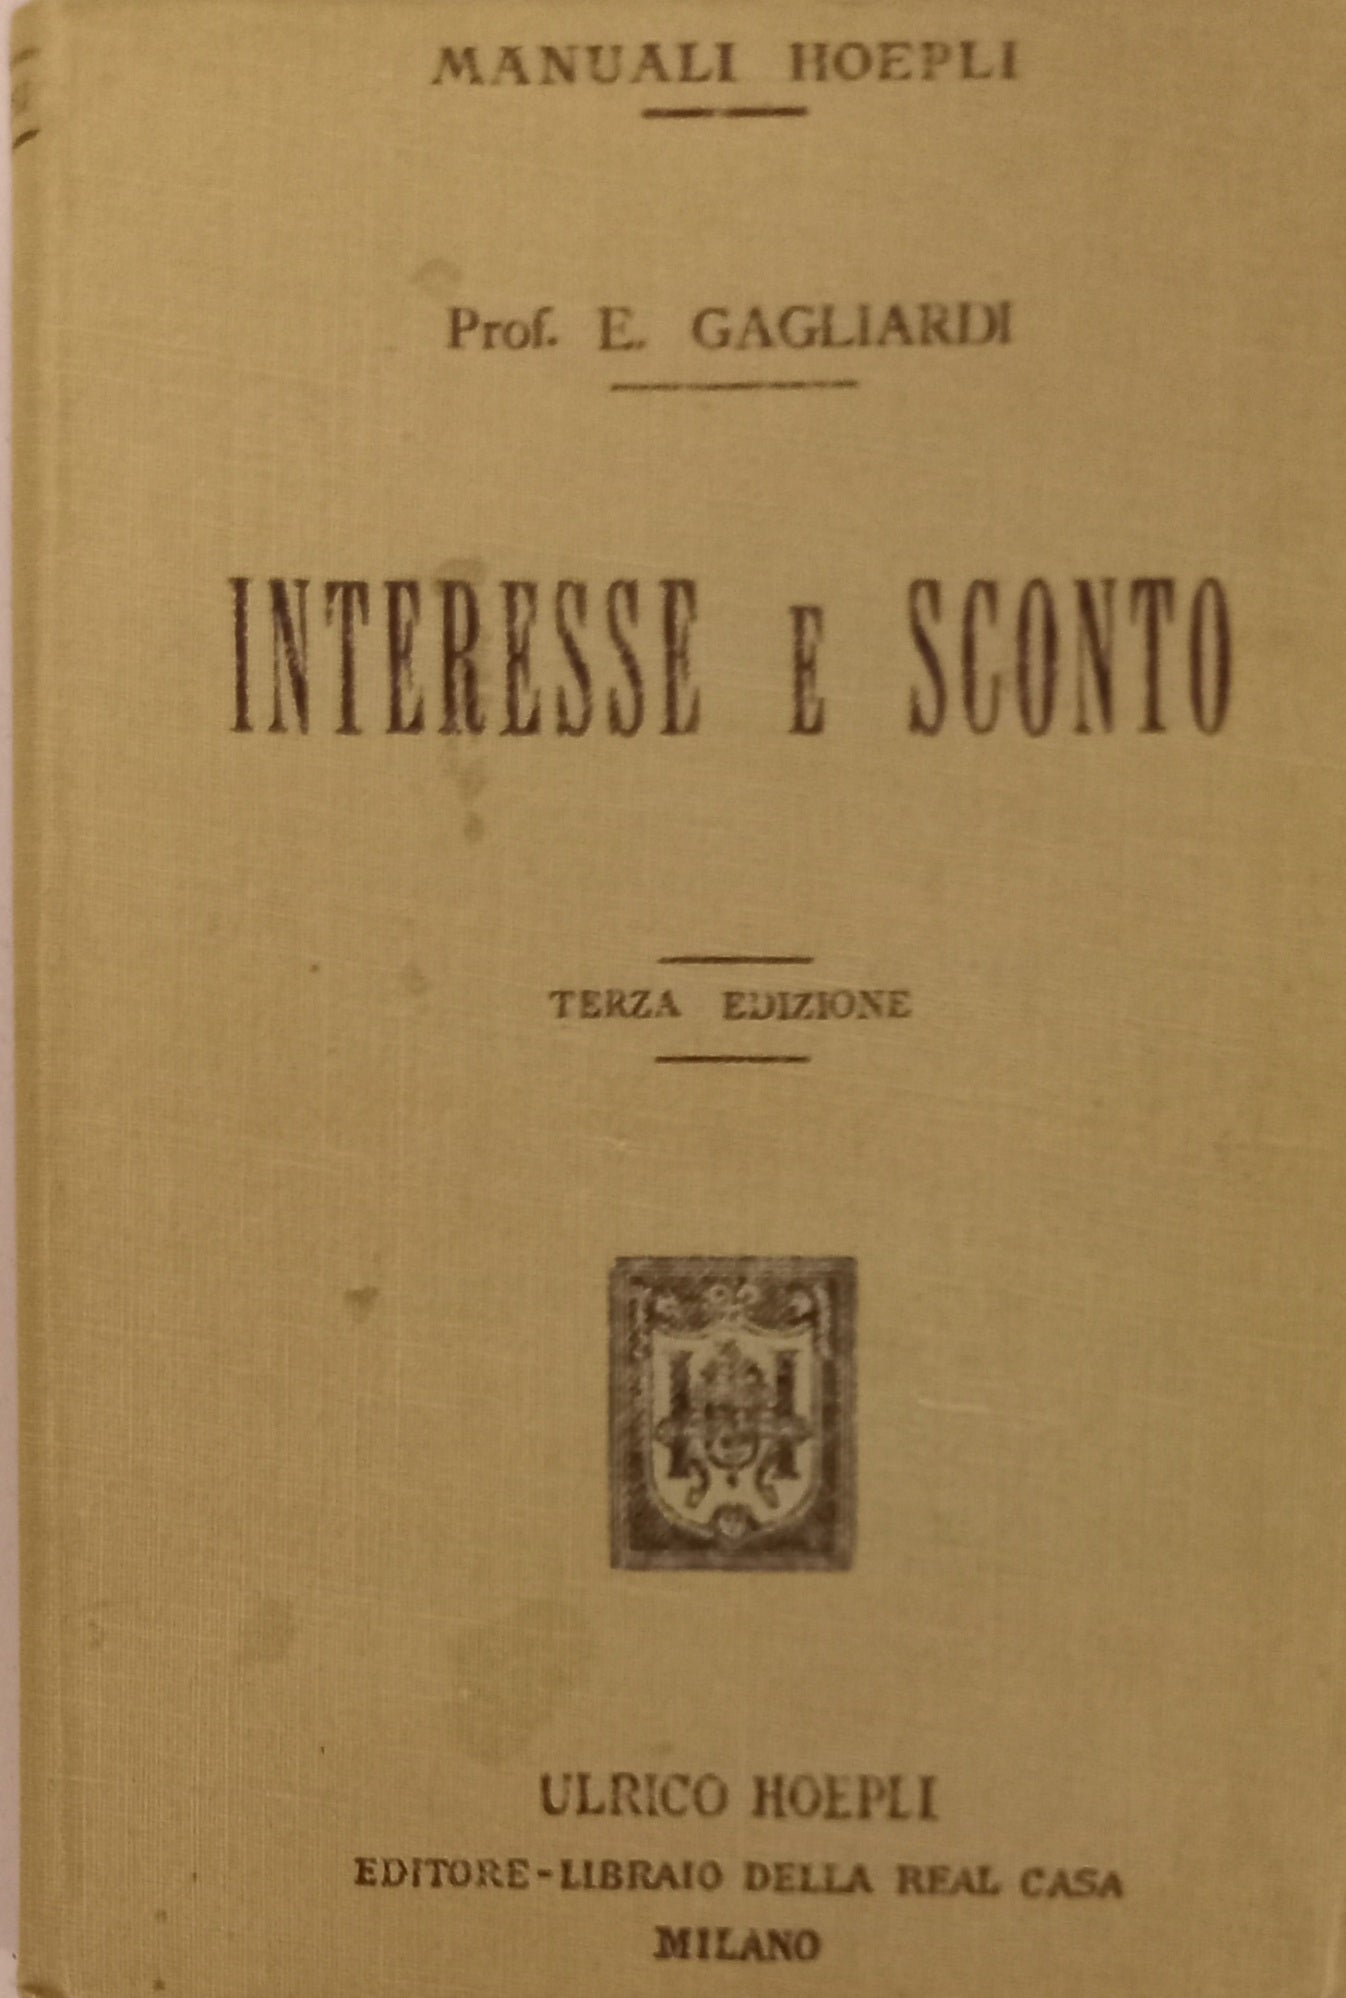 MANUALI HOEPLI
Prof. E. GAGLIARDI
INTERESSE E SCONTO
TERZA EDIZIONE
H
ULRICO HOEPLI
EDITORE-LIBRAIO DELLA REAL CASA
MILANO